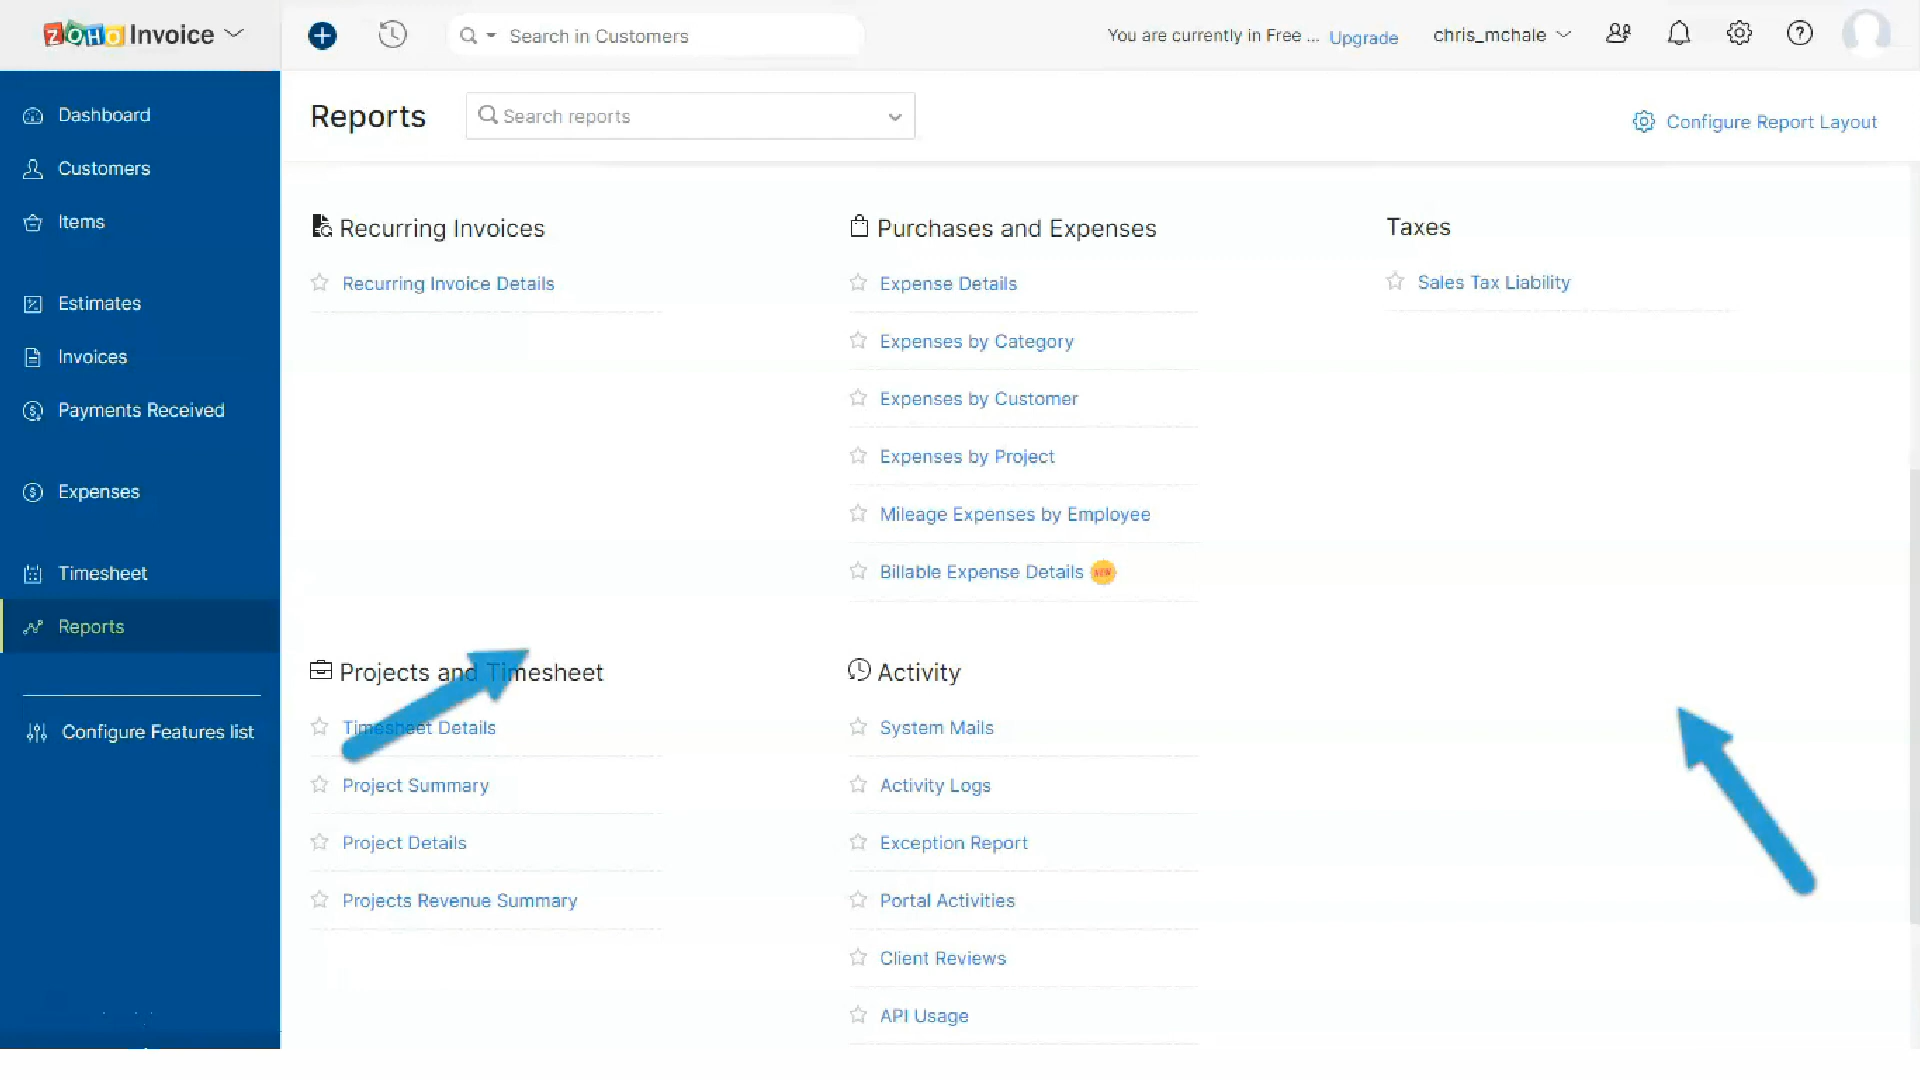 ZOHO Invoice
Search in Customers
You are currently in Free ... Upgrade
chris_mchale
Dashboard
Customers
Items
Estimates
Invoices
Payments Received
Expenses
Timesheet
Reports
Configure Features list
Reports
Search reports
Configure Report Layout
Recurring Invoices
Recurring Invoice Details
Purchases and Expenses
Expense Details
Expenses by Category
Expenses by Customer
Expenses by Project
Mileage Expenses by Employee
Billable Expense Details NEW
Taxes
Sales Tax Liability
Projects and Timesheet
Timesheet Details
Project Summary
Project Details
Projects Revenue Summary
Activity
System Mails
Activity Logs
Exception Report
Portal Activities
Client Reviews
API Usage